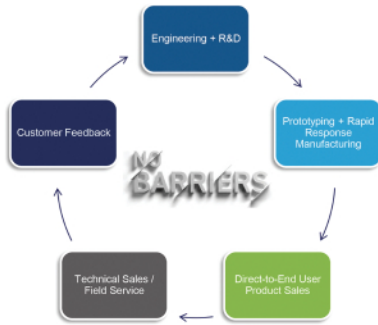 Engineering + R&D
Customer Feedback
Prototyping + Rapid
Response
Manufacturing
NO
BARRIERS
Technical Sales /
Field Service
Direct-to-End User
Product Sales